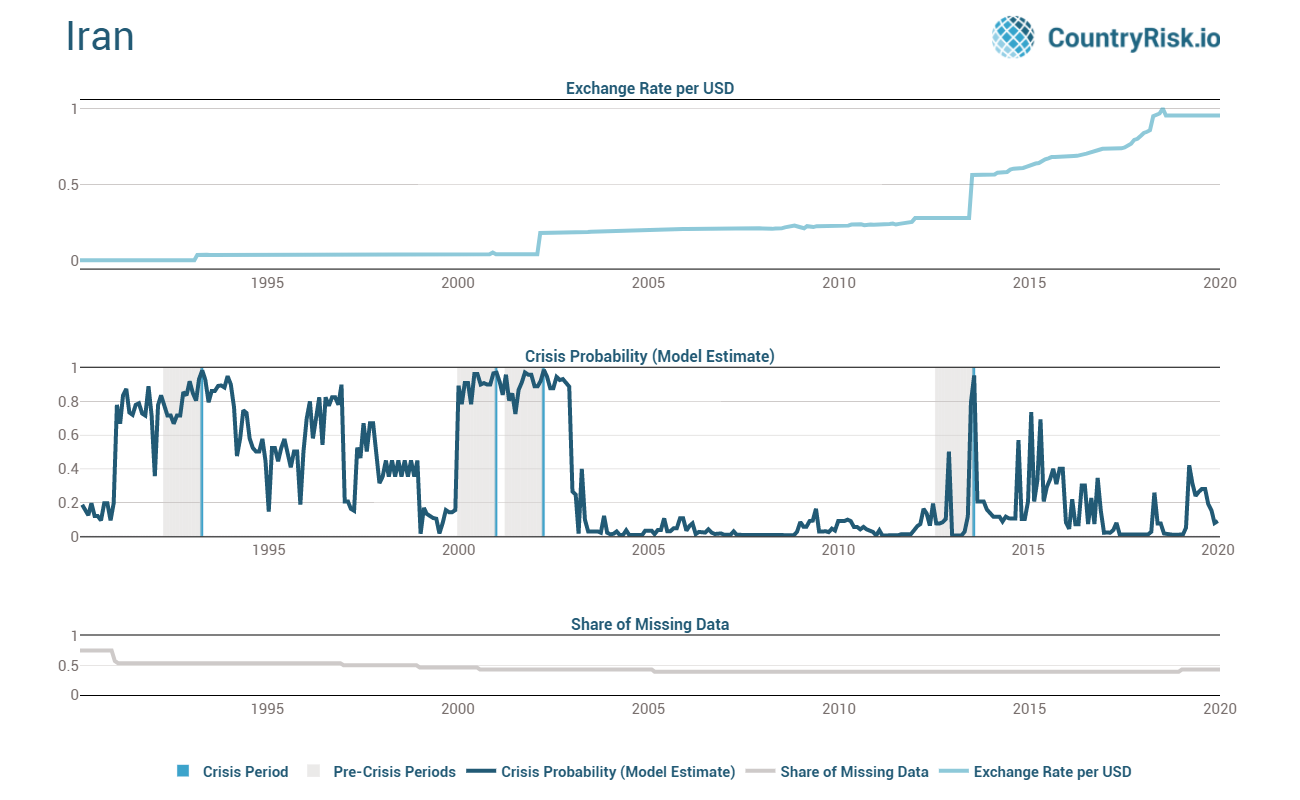 Iran
CountryRisk.io
Exchange Rate per USD
1
0.5
0
1995 2000 2005 2010 2015 2020
Crisis Probability (Model Estimate)
1
0.8
0.6
0.4
0.2
0
1995 2000 2005 2010 2015 2020
Share of Missing Data
1
0.5
0
1995 2000 2005 2010 2015 2020
Crisis Period Pre-Crisis Periods Crisis Probability (Model Estimate) Share of Missing Data Exchange Rate per USD